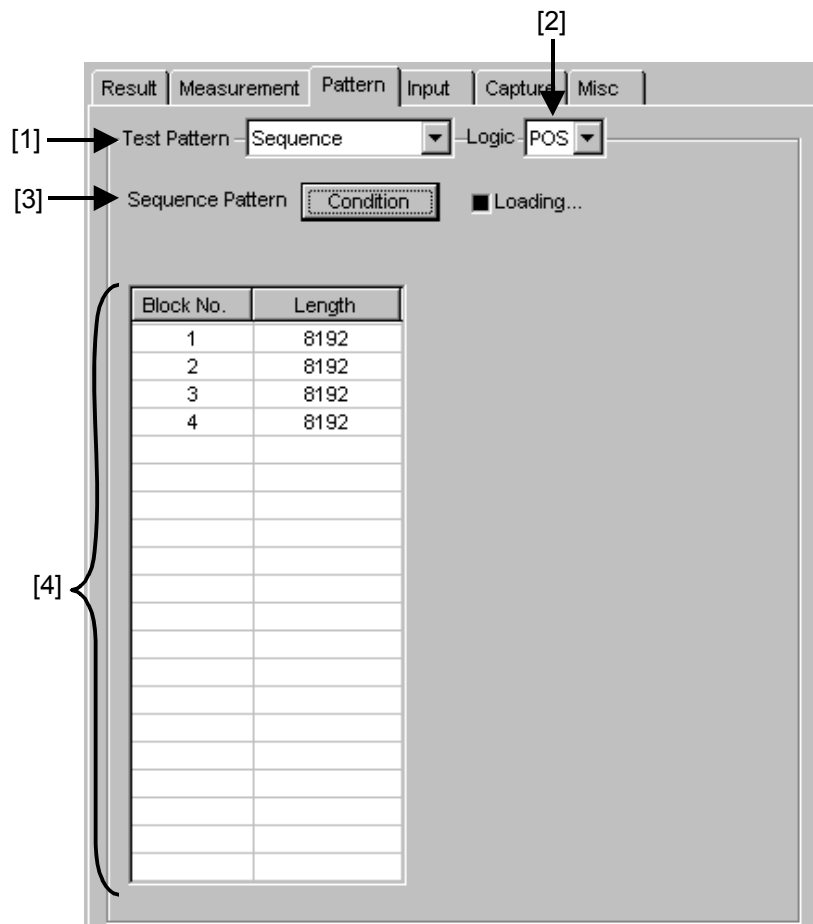 [2]
Result Measurement Pattern Input Capture Misc
[1] Test Pattern Sequence Logic POS
[3] Sequence Pattern Condition Loading...
Block No. Length
1 8192
2 8192
3 8192
4 8192
[4]